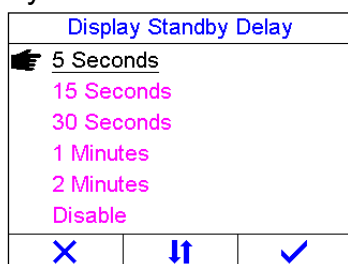 Display Standby Delay
5 Seconds
15 Seconds
30 Seconds
1 Minutes
2 Minutes
Disable